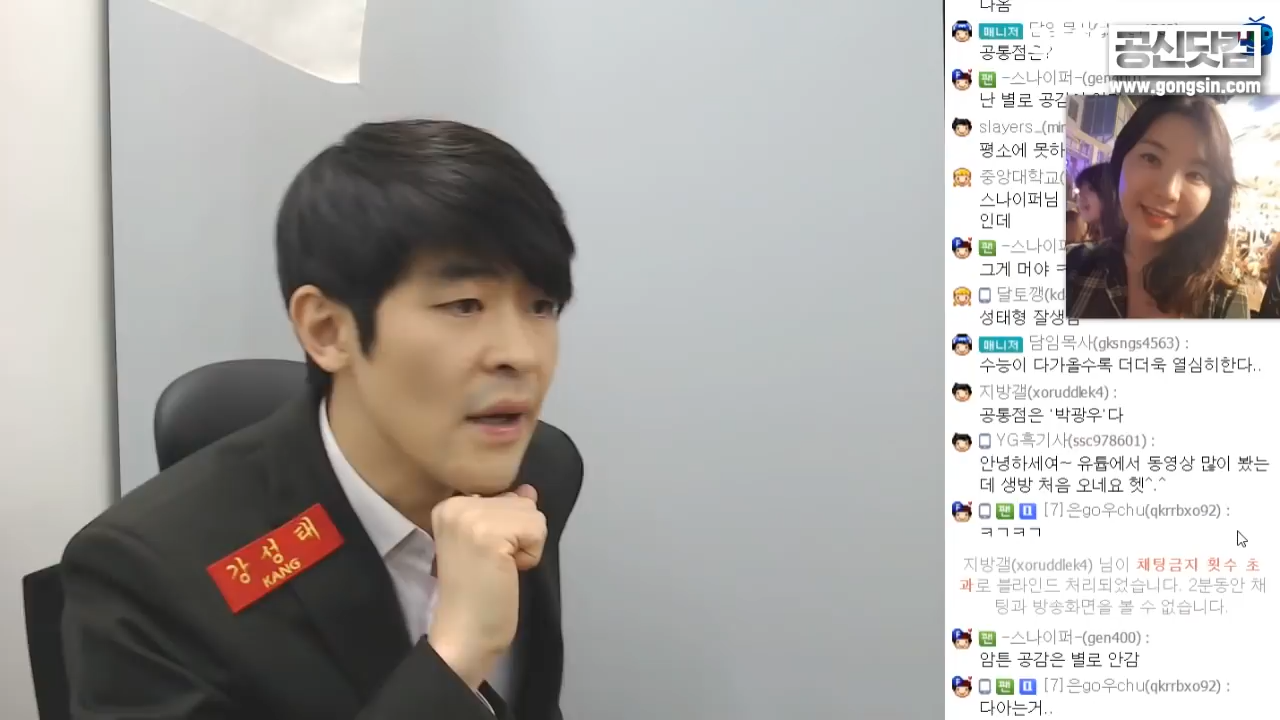 나옴
매니저
공통점은?
공신닷컴
www.gongsin.com
팬 -스나이퍼-(gen400) :
난 별로
slayers_
평소에 못하
중앙대학교(
스나이퍼님
인데
팬 -스나이퍼
그게 머야
달토깽(kd
성태형 잘생김
매니저 담임목사(gksngs4563) :
수능이 다가올수록 더더욱 열심히한다..
지방갤(xoruddlek4) :
공통점은 '박광우'다
YG흑기사(ssc978601) :
안녕하세여~ 유튭에서 동영상 많이 봤는
데 생방 처음 오네요 헷^.^
팬 [7]은go우chu(qkrrbxo92) :
ㅋㄱㅋㄱ
지방갤(xoruddlek4) 님이 채팅금지 횟수 초
과로 블라인드 처리되었습니다. 2분동안 채
팅과 방송화면을 볼 수 없습니다.
팬 -스나이퍼-(gen400) :
암튼 공감은 별로 안감
팬 [7]은go우chu(qkrrbxo92) :
다아는거..
강성태
KANG